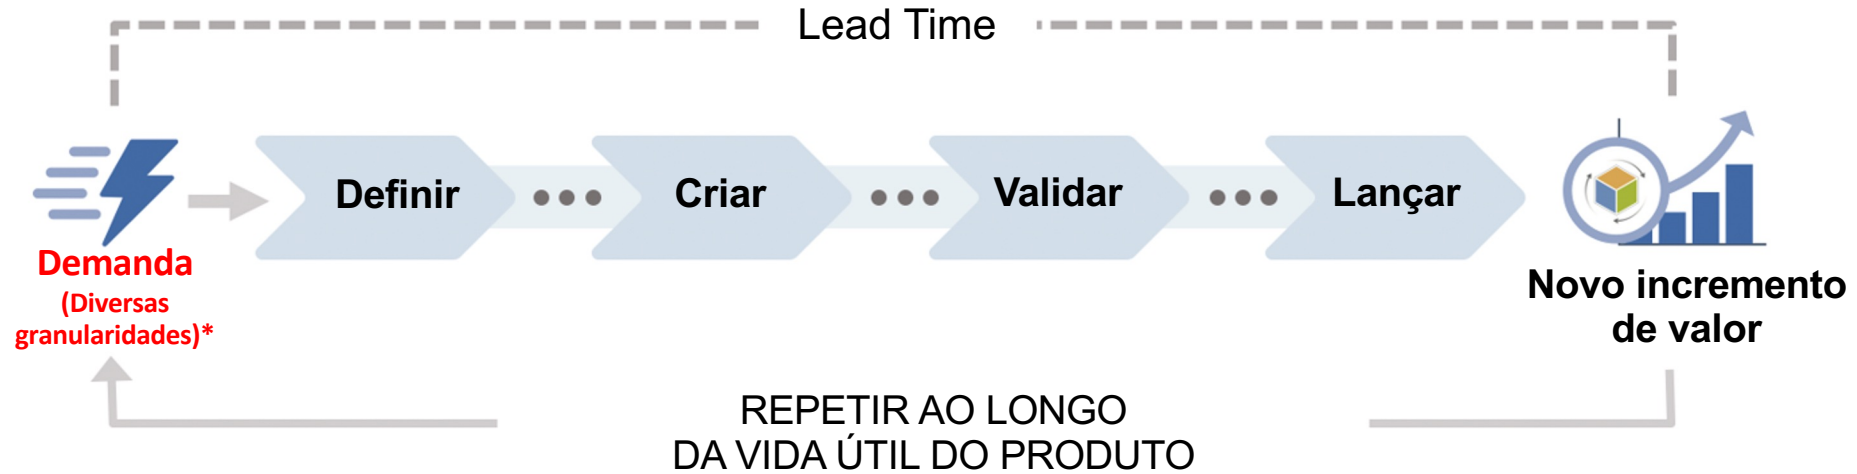 Lead Time
Definir
Criar
Validar
Lançar
Demanda
(Diversas
granularidades)*
Novo incremento
de valor
REPETIR AO LONGO
DA VIDA ÚTIL DO PRODUTO